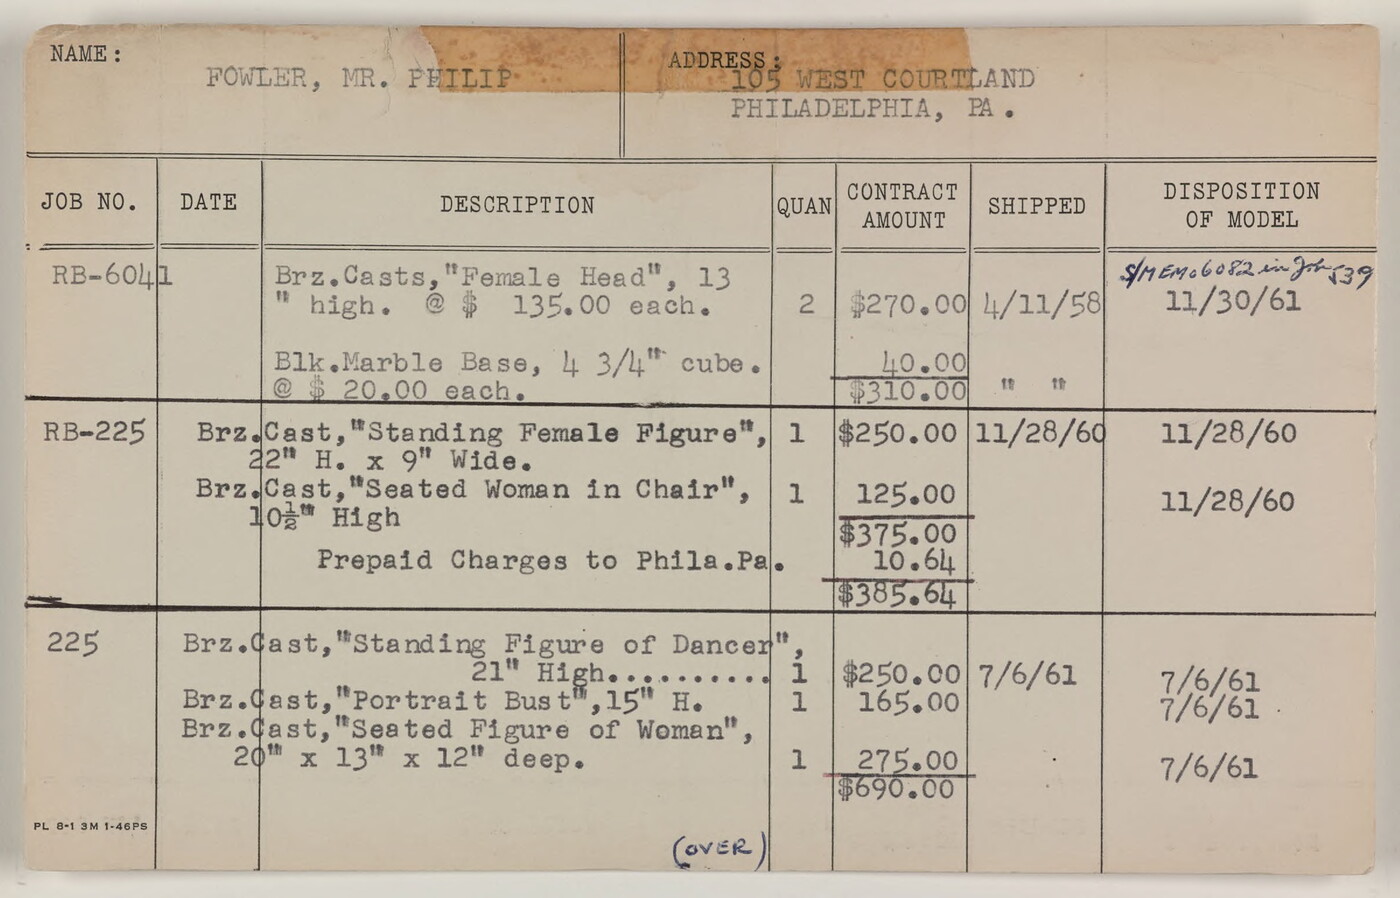 NAME: ADDRESS:
FOWLER, MR. PHILIP 105 WEST COURTLAND
PHILADELPHIA, PA.
JOB NO. DATE DESCRIPTION QUAN CONTRACT AMOUNT SHIPPED DISPOSITION OF MODEL
S/MEMO 6082 in Job 539
RB-6041 Brz.Casts,"Female Head", 13
" high. @ $ 135.00 each. 2 $270.00 4/11/58 11/30/61
Blk.Marble Base, 4 3/4" cube. 40.00
@ $ 20.00 each. $310.00 " "
RB-225 Brz.Cast,"Standing Female Figure", 1 $250.00 11/28/60 11/28/60
22" H. x 9" Wide.
Brz.Cast,"Seated Woman in Chair", 1 125.00 11/28/60
10½" High
$375.00
Prepaid Charges to Phila.Pa. 10.64
$385.64
225 Brz.Cast,"Standing Figure of Dancer",
21" High.......... 1 $250.00 7/6/61 7/6/61
Brz.Cast,"Portrait Bust",15" H. 1 165.00 7/6/61
Brz.Cast,"Seated Figure of Woman",
20" x 13" x 12" deep. 1 275.00 7/6/61
$690.00
PL 8-1 3M 1-46PS
(OVER)